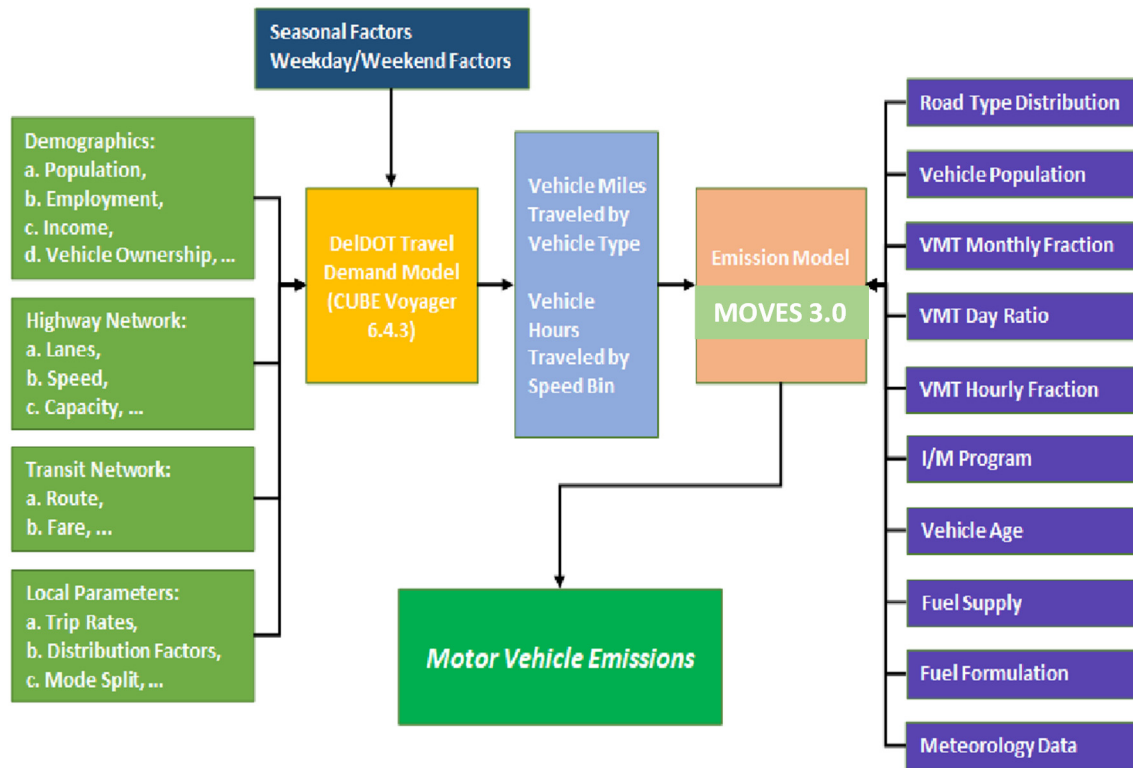 Seasonal Factors
Weekday/Weekend Factors
Demographics:
a. Population,
b. Employment,
c. Income,
d. Vehicle Ownership, ...
Highway Network:
a. Lanes,
b. Speed,
c. Capacity, ...
Transit Network:
a. Route,
b. Fare, ...
Local Parameters:
a. Trip Rates,
b. Distribution Factors,
c. Mode Split, ...
DelDOT Travel
Demand Model
(CUBE Voyager
6.4.3)
Vehicle Miles
Traveled by
Vehicle Type
Vehicle
Hours
Traveled by
Speed Bin
Emission Model
MOVES 3.0
Motor Vehicle Emissions
Road Type Distribution
Vehicle Population
VMT Monthly Fraction
VMT Day Ratio
VMT Hourly Fraction
I/M Program
Vehicle Age
Fuel Supply
Fuel Formulation
Meteorology Data